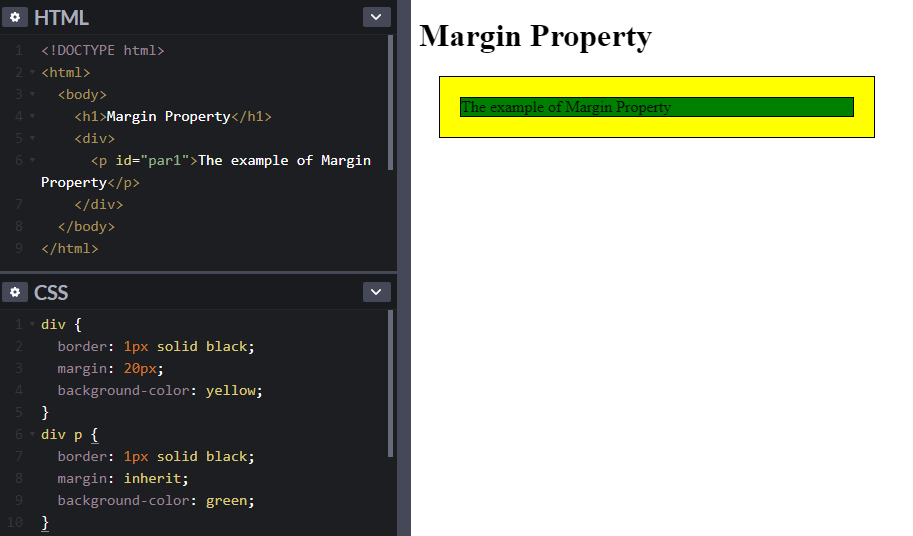 HTML
1 <!DOCTYPE html>
2 <html>
3 <body>
4 <h1>Margin Property</h1>
5 <div>
6 <p id="par1">The example of Margin
Property</p>
7 </div>
8 </body>
9 </html>
CSS
1 div {
2 border: 1px solid black;
3 margin: 20px;
4 background-color: yellow;
5 }
6 div p {
7 border: 1px solid black;
8 margin: inherit;
9 background-color: green;
10 }
Margin Property
The example of Margin Property